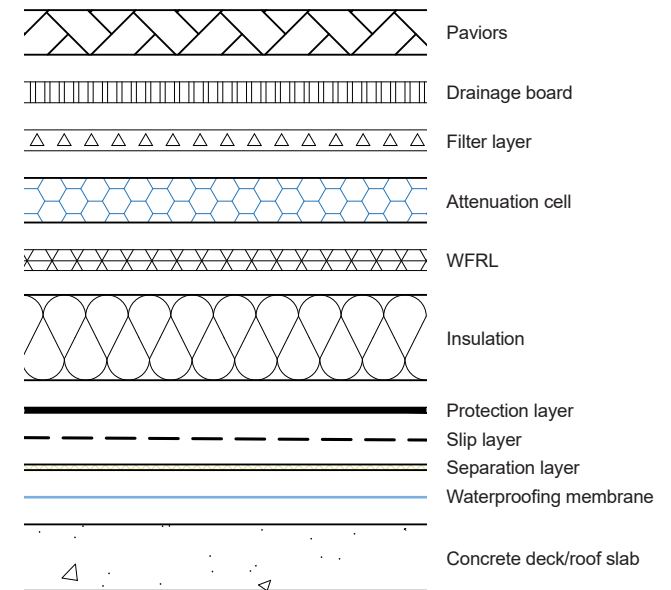 Paviors
Drainage board
Filter layer
Attenuation cell
WFRL
Insulation
Protection layer
Slip layer
Separation layer
Waterproofing membrane
Concrete deck/roof slab